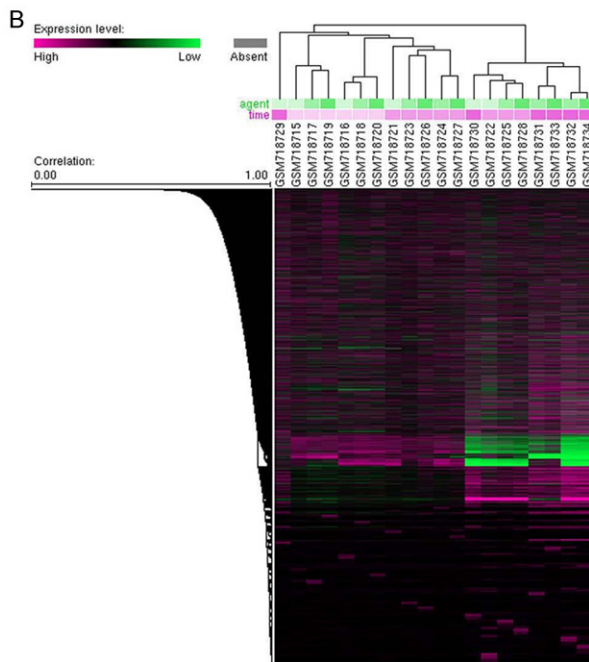 B
Expression level:
High Low Absent
agent
time
GSM718729
GSM718715
GSM718717
GSM718719
GSM718716
GSM718718
GSM718720
GSM718721
GSM718723
GSM718726
GSM718724
GSM718727
GSM718730
GSM718722
GSM718725
GSM718728
GSM718731
GSM718733
GSM718732
GSM718734
Correlation:
0.00 1.00